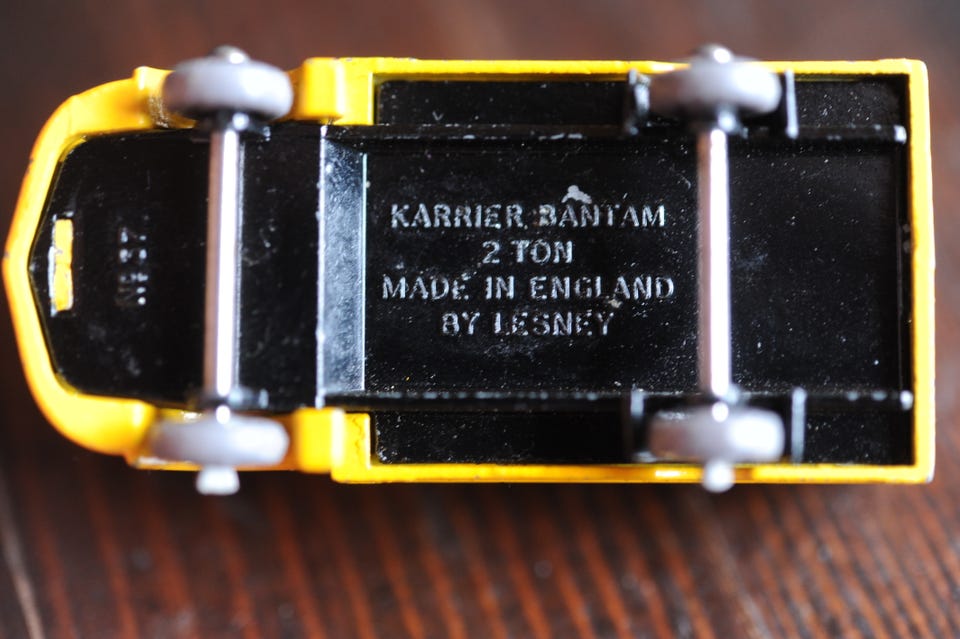 No 37
KARRIER BANTAM
2 TON
MADE IN ENGLAND
BY LESNEY